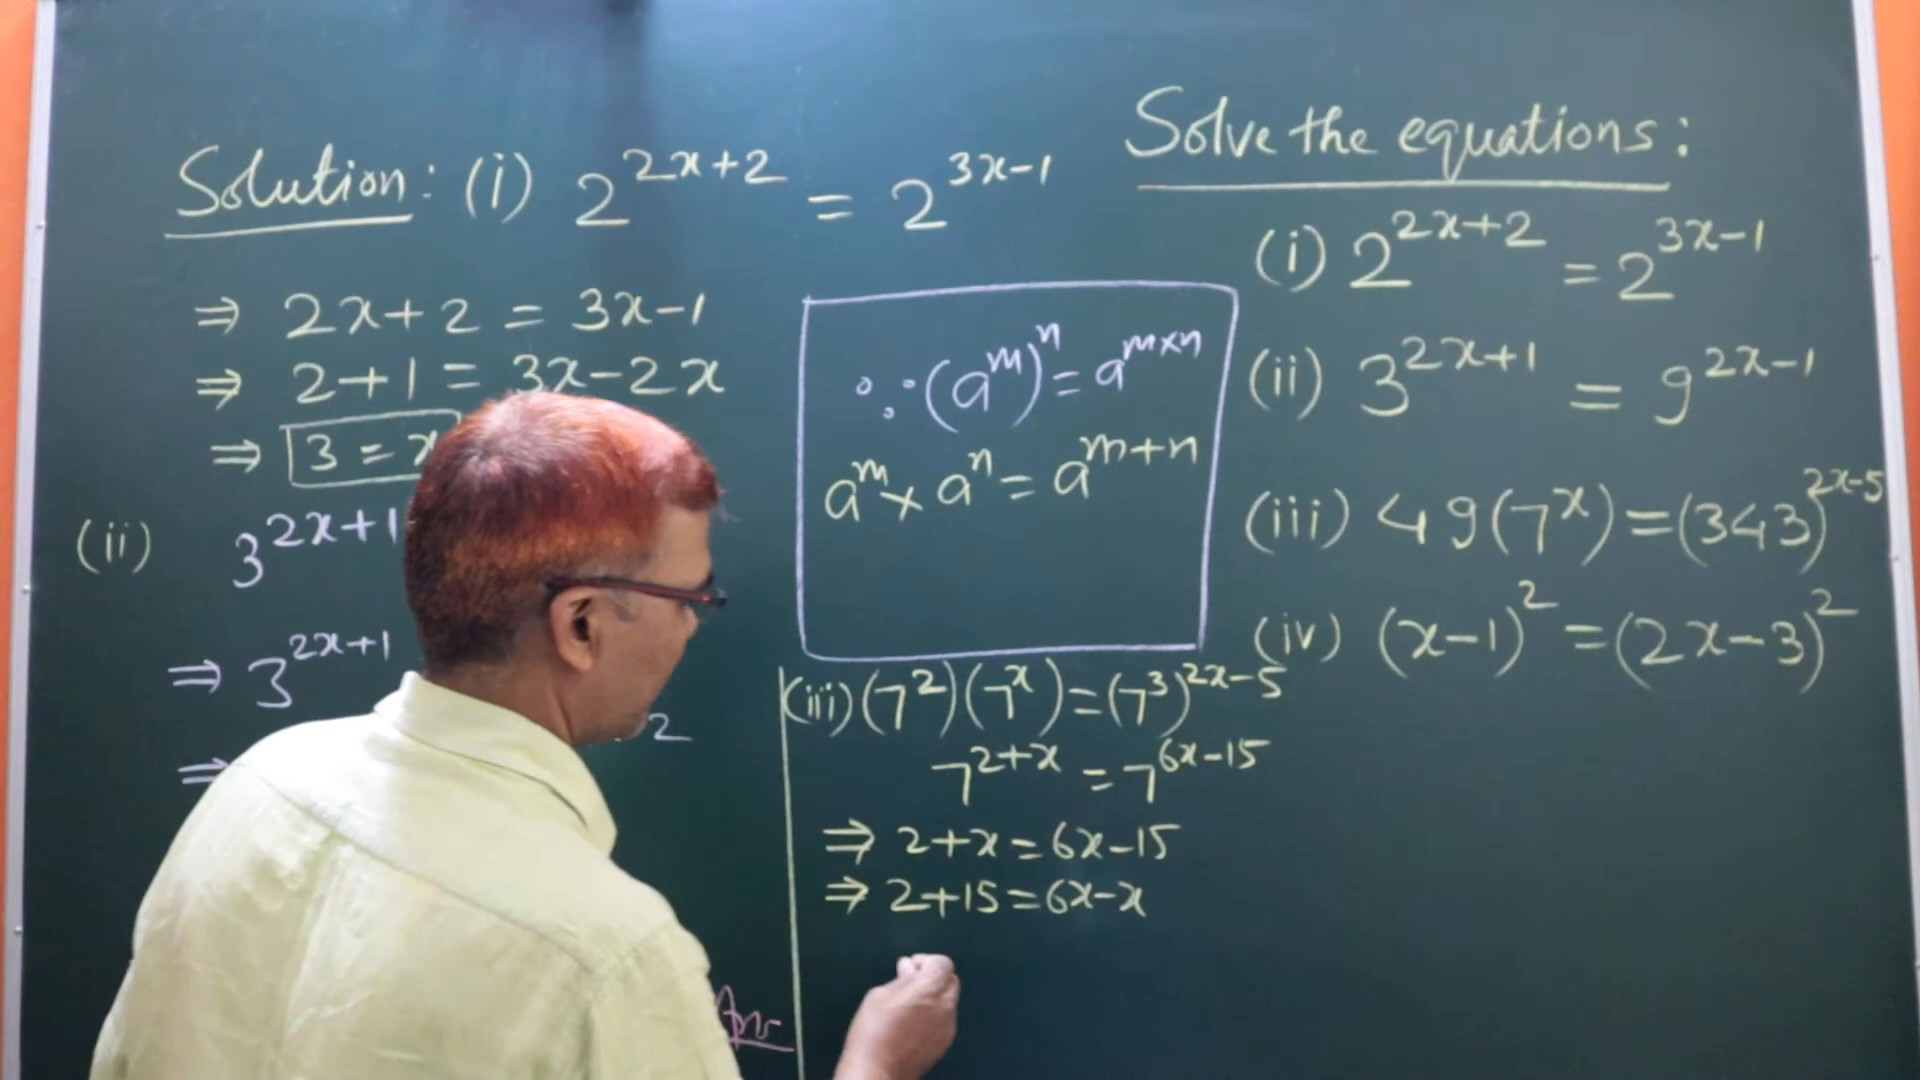 Solution: (i) 2^{2x+2} = 2^{3x-1}
⇒ 2x+2 = 3x-1
⇒ 2+1 = 3x-2x
⇒ 3 = x
(ii) 3^{2x+1}
⇒ 3^{2x+1}
2
⇒
∵ (a^m)^n = a^{m×n}
a^m × a^n = a^{m+n}
(iii) (7^2)(7^x) = (7^3)^{2x-5}
7^{2+x} = 7^{6x-15}
⇒ 2+x = 6x-15
⇒ 2+15 = 6x-x
Ans
Solve the equations:
(i) 2^{2x+2} = 2^{3x-1}
(ii) 3^{2x+1} = 9^{2x-1}
(iii) 49(7^x) = (343)^{2x-5}
(iv) (x-1)^2 = (2x-3)^2